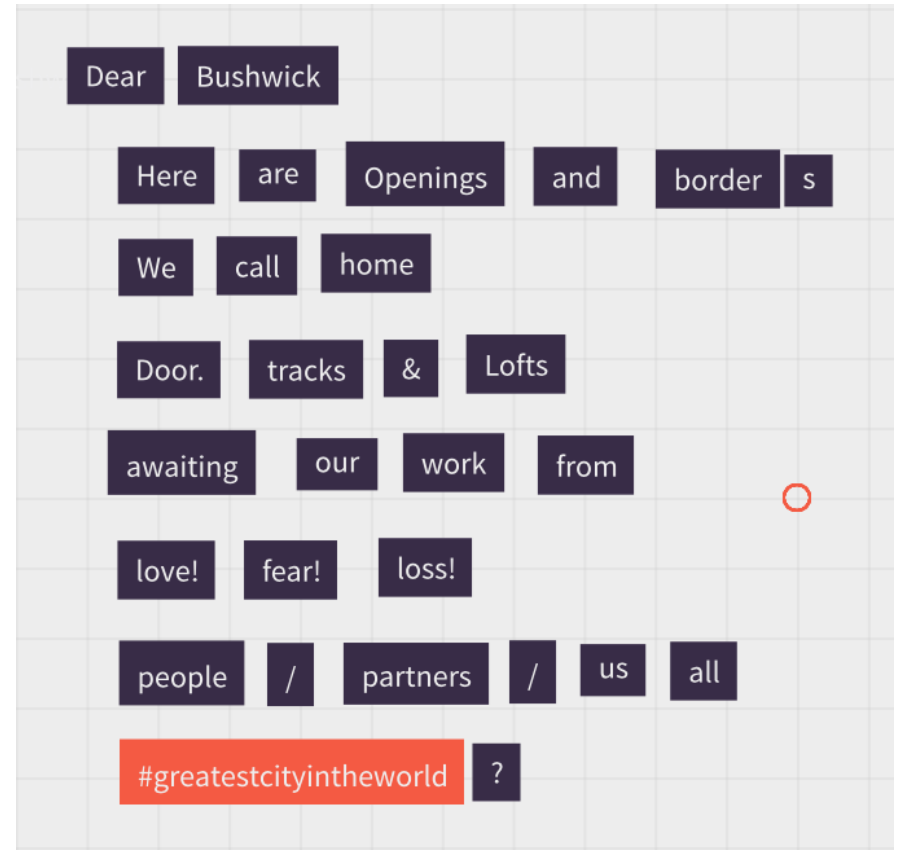 Dear Bushwick
Here are Openings and border s
We call home
Door. tracks & Lofts
awaiting our work from
love! fear! loss!
people / partners / us all
#greatestcityintheworld ?